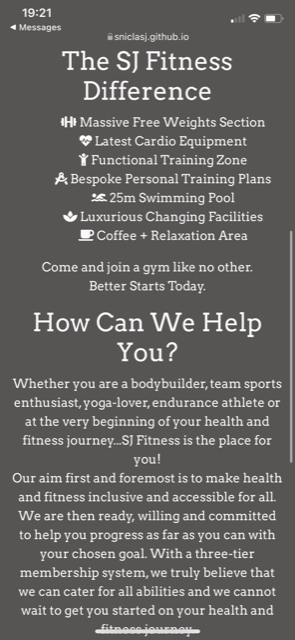 19:21
Messages
sniclasj.github.io
The SJ Fitness
Difference
Massive Free Weights Section
Latest Cardio Equipment
Functional Training Zone
Bespoke Personal Training Plans
25m Swimming Pool
Luxurious Changing Facilities
Coffee + Relaxation Area
Come and join a gym like no other.
Better Starts Today.
How Can We Help
You?
Whether you are a bodybuilder, team sports
enthusiast, yoga-lover, endurance athlete or
at the very beginning of your health and
fitness journey...SJ Fitness is the place for
you!
Our aim first and foremost is to make health
and fitness inclusive and accessible for all.
We are then ready, willing and committed
to help you progress as far as you can with
your chosen goal. With a three-tier
membership system, we truly believe that
we can cater for all abilities and we cannot
wait to get you started on your health and
fitness journey